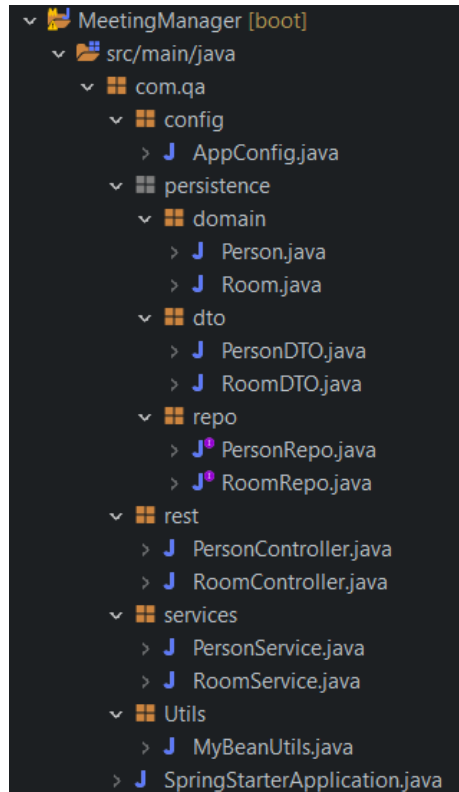 MeetingManager [boot]
src/main/java
com.qa
config
AppConfig.java
persistence
domain
Person.java
Room.java
dto
PersonDTO.java
RoomDTO.java
repo
PersonRepo.java
RoomRepo.java
rest
PersonController.java
RoomController.java
services
PersonService.java
RoomService.java
Utils
MyBeanUtils.java
SpringStarterApplication.java